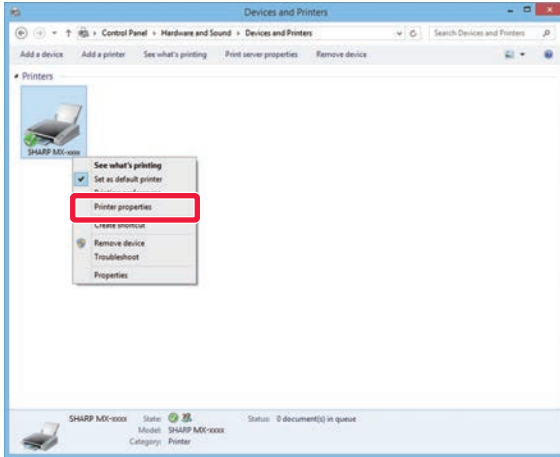 Devices and Printers
Control Panel Hardware and Sound Devices and Printers
Search Devices and Printers
Add a device Add a printer See what's printing Print server properties Remove device
Printers
SHARP MX-xxxx
See what's printing
Set as default printer
Printing preferences
Printer properties
Create shortcut
Remove device
Troubleshoot
Properties
SHARP MX-xxxx State: Status: 0 document(s) in queue
Model: SHARP MX-xxxx
Category: Printer